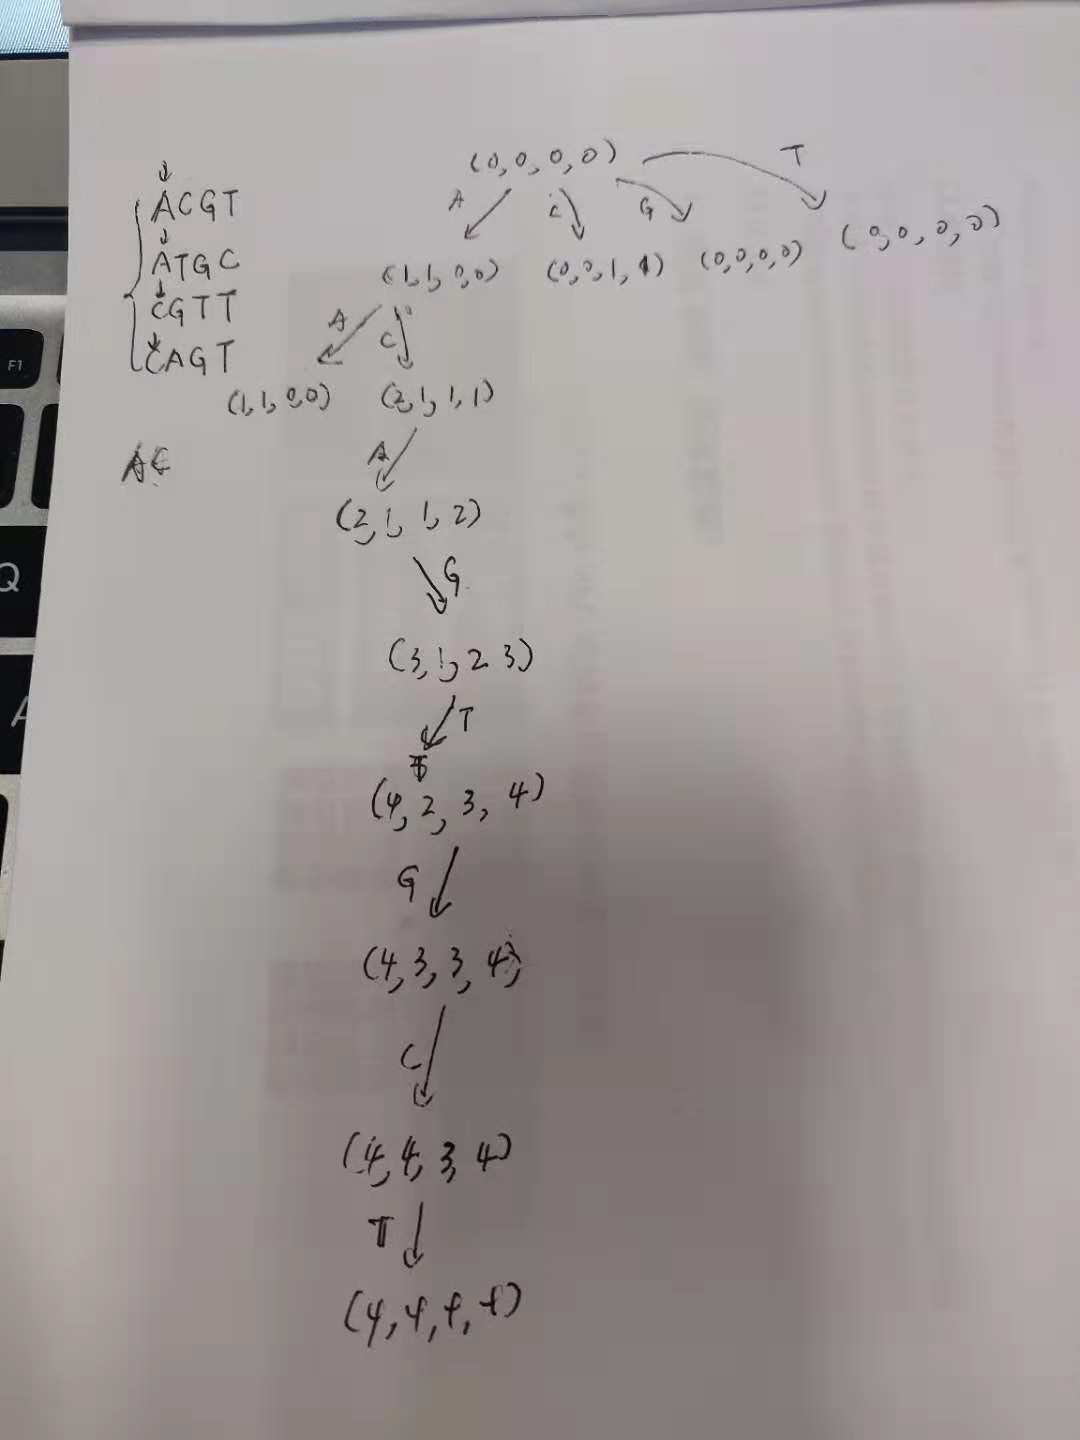 (0,0,0,0)
T
A
C
G
ACGT
ATGC
CGTT
CAGT
(1,1,0,0)
(0,0,1,1)
(0,0,0,0)
(0,0,0,0)
A
C
(1,1,0,0)
(2,1,1,1)
AC
A
(2,1,1,2)
G
(3,1,2 3)
T
(4,2,3,4)
G
(4,3,3,4)
C
(4,4,3,4)
T
(4,4,4,4)
F1
Q
A